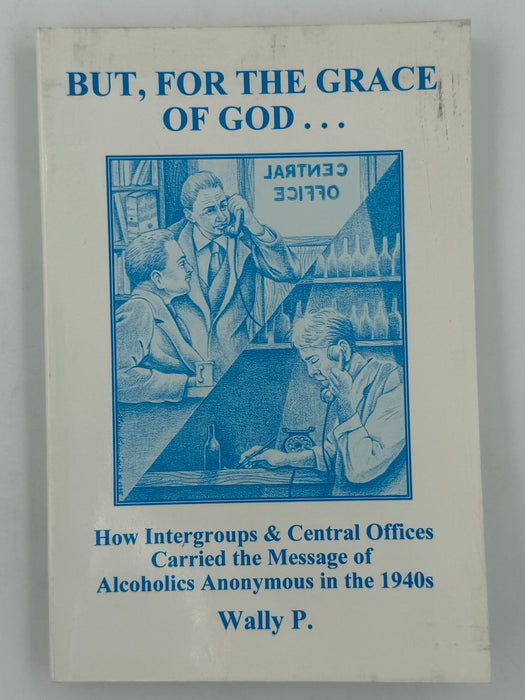 BUT, FOR THE GRACE
OF GOD . . .
CENTRAL
OFFICE
How Intergroups & Central Offices
Carried the Message of
Alcoholics Anonymous in the 1940s
Wally P.